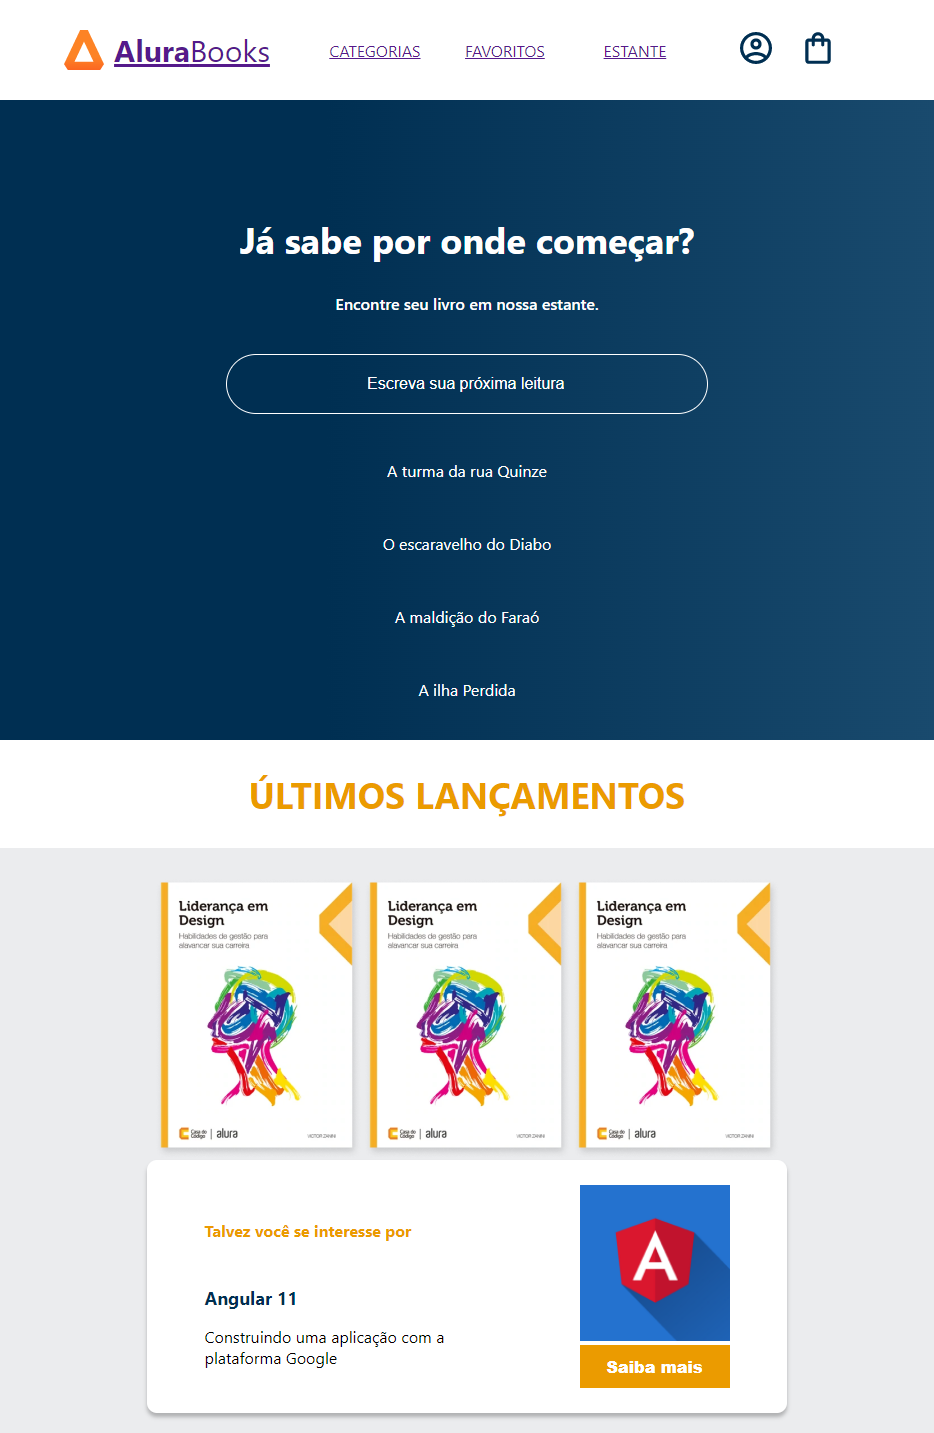 AluraBooks
CATEGORIAS
FAVORITOS
ESTANTE
Já sabe por onde começar?
Encontre seu livro em nossa estante.
Escreva sua próxima leitura
A turma da rua Quinze
O escaravelho do Diabo
A maldição do Faraó
A ilha Perdida
ÚLTIMOS LANÇAMENTOS
Liderança em
Design
Habilidades de gestão para
alavancar sua carreira
Casa do
Código
alura
VICTOR ZANINI
Liderança em
Design
Habilidades de gestão para
alavancar sua carreira
Casa do
Código
alura
VICTOR ZANINI
Liderança em
Design
Habilidades de gestão para
alavancar sua carreira
Casa do
Código
alura
VICTOR ZANINI
Talvez você se interesse por
Angular 11
Construindo uma aplicação com a
plataforma Google
A
Saiba mais